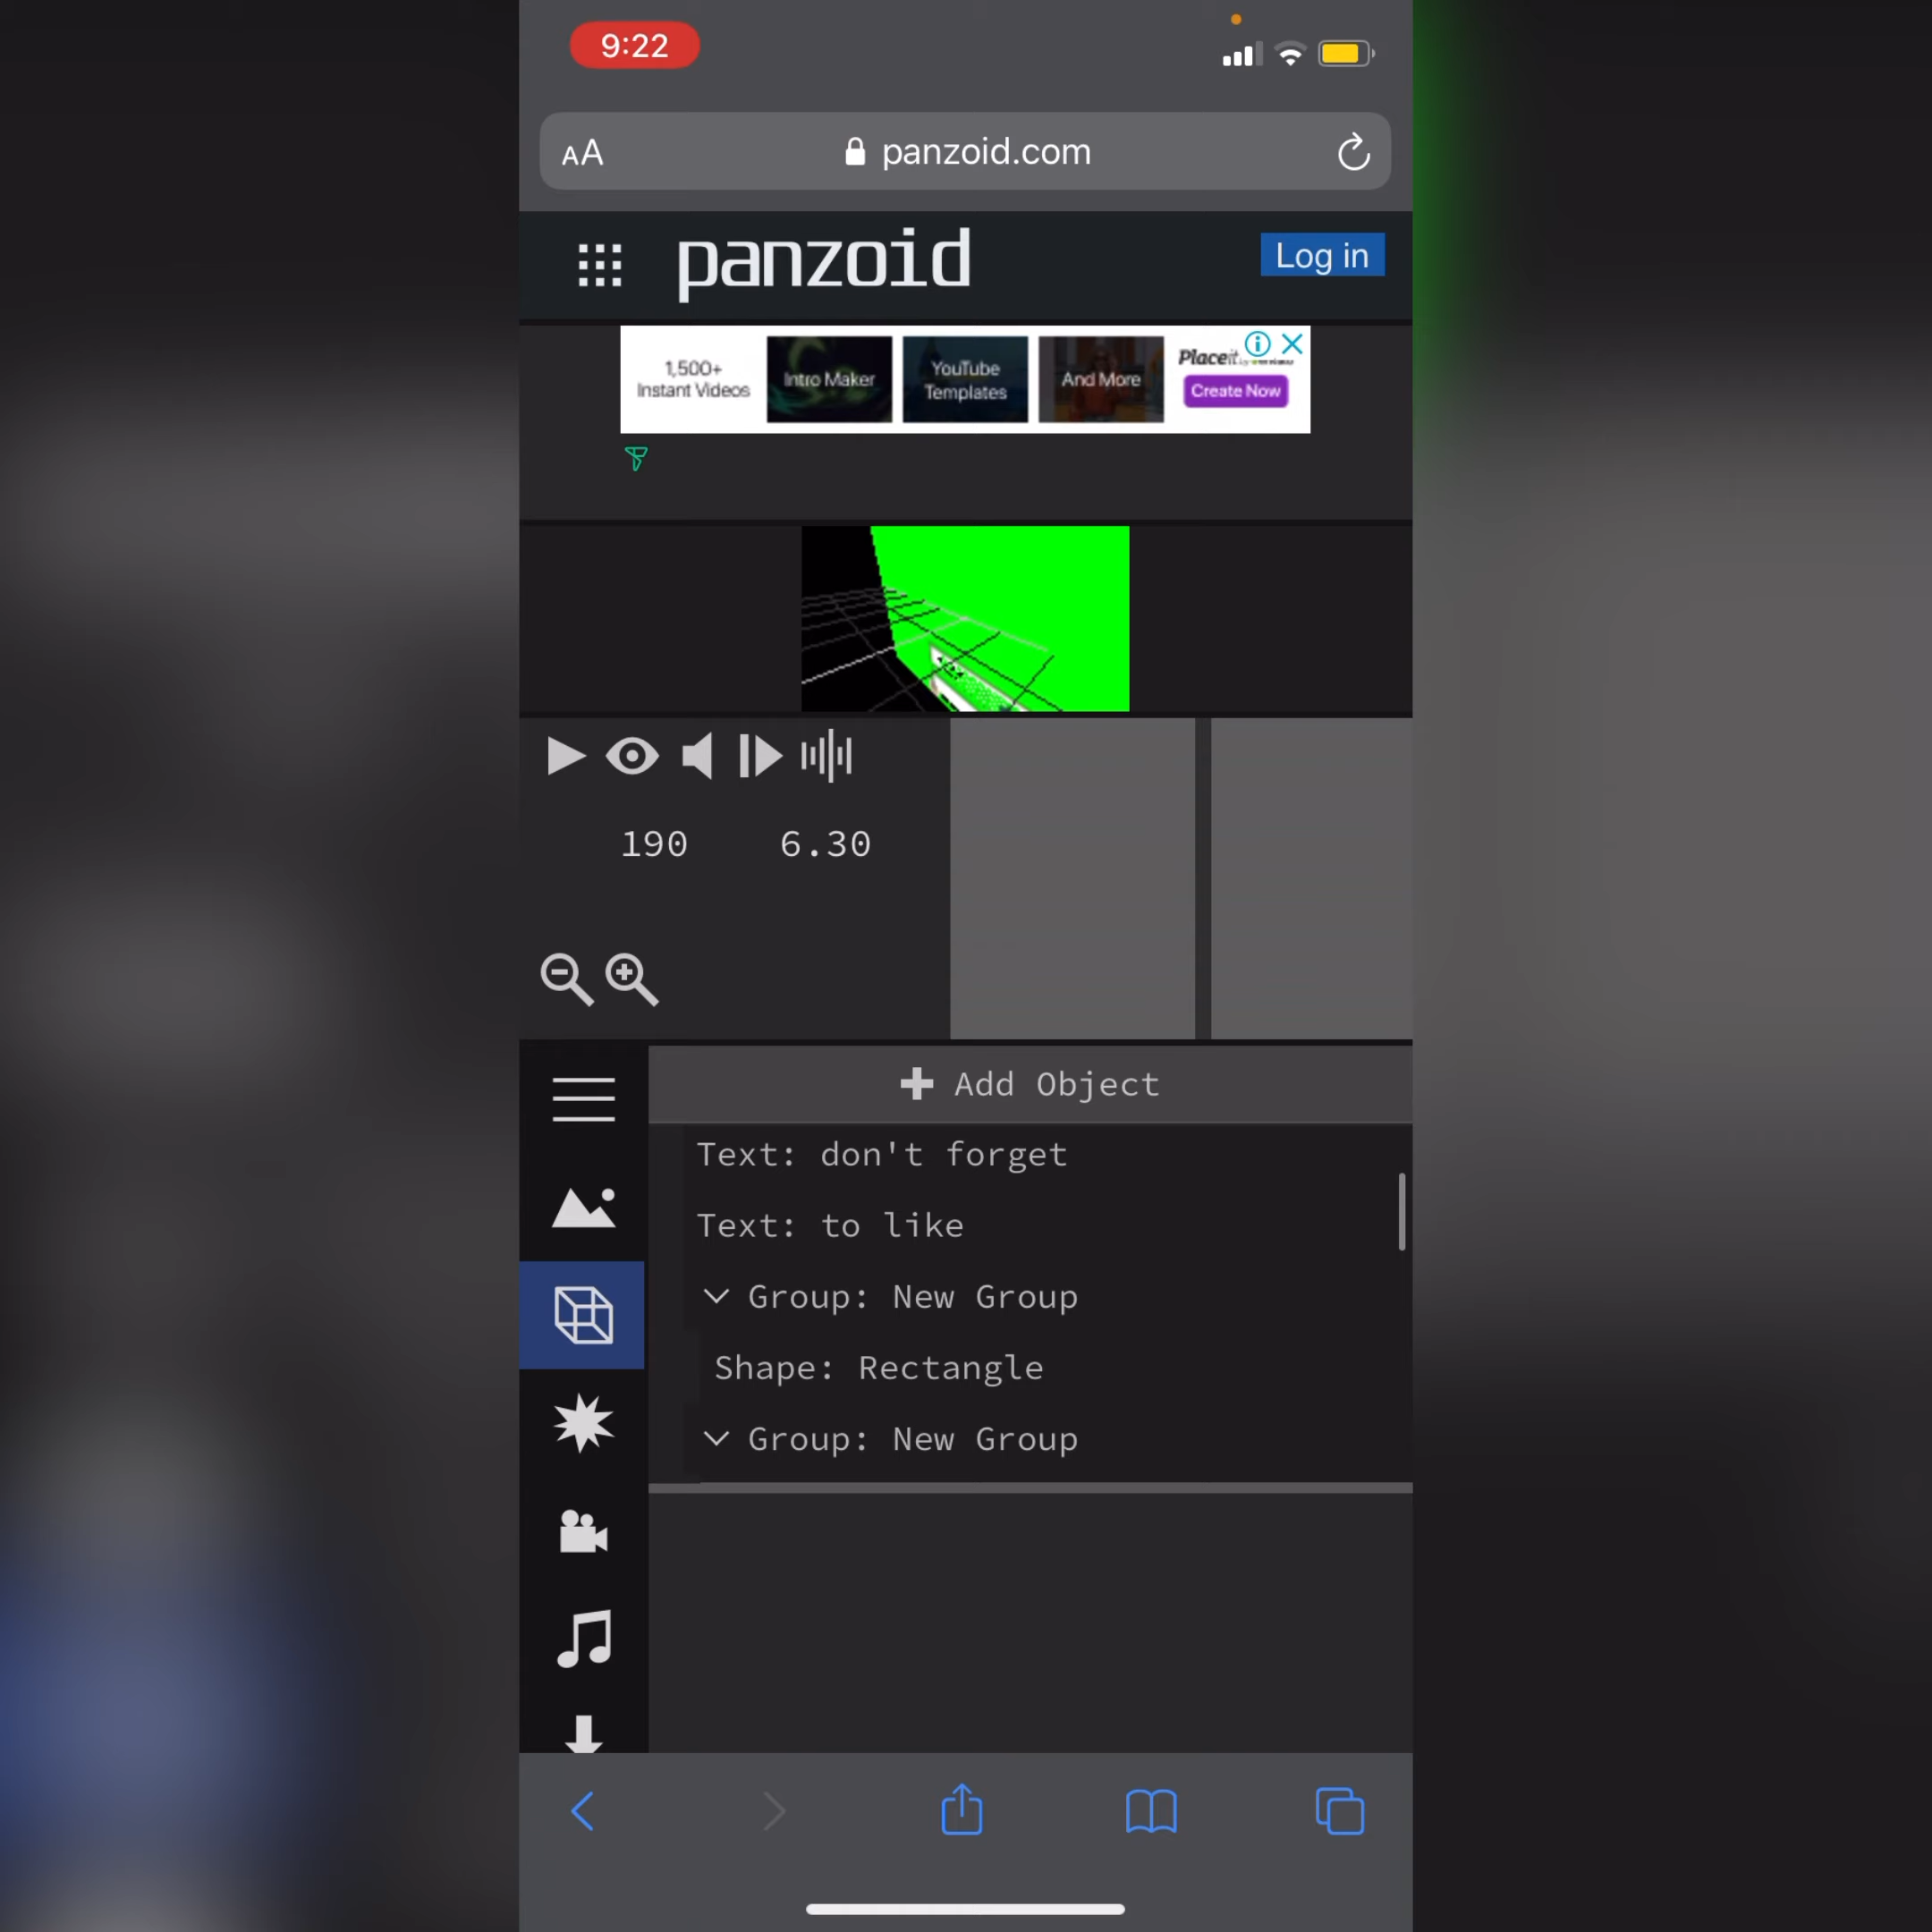 9:22
AA panzoid.com
panzoid
Log in
1,500+
Instant Videos
Intro Maker
YouTube
Templates
And More
Placeit
Create Now
190 6.30
Add Object
Text: don't forget
Text: to like
Group: New Group
Shape: Rectangle
Group: New Group